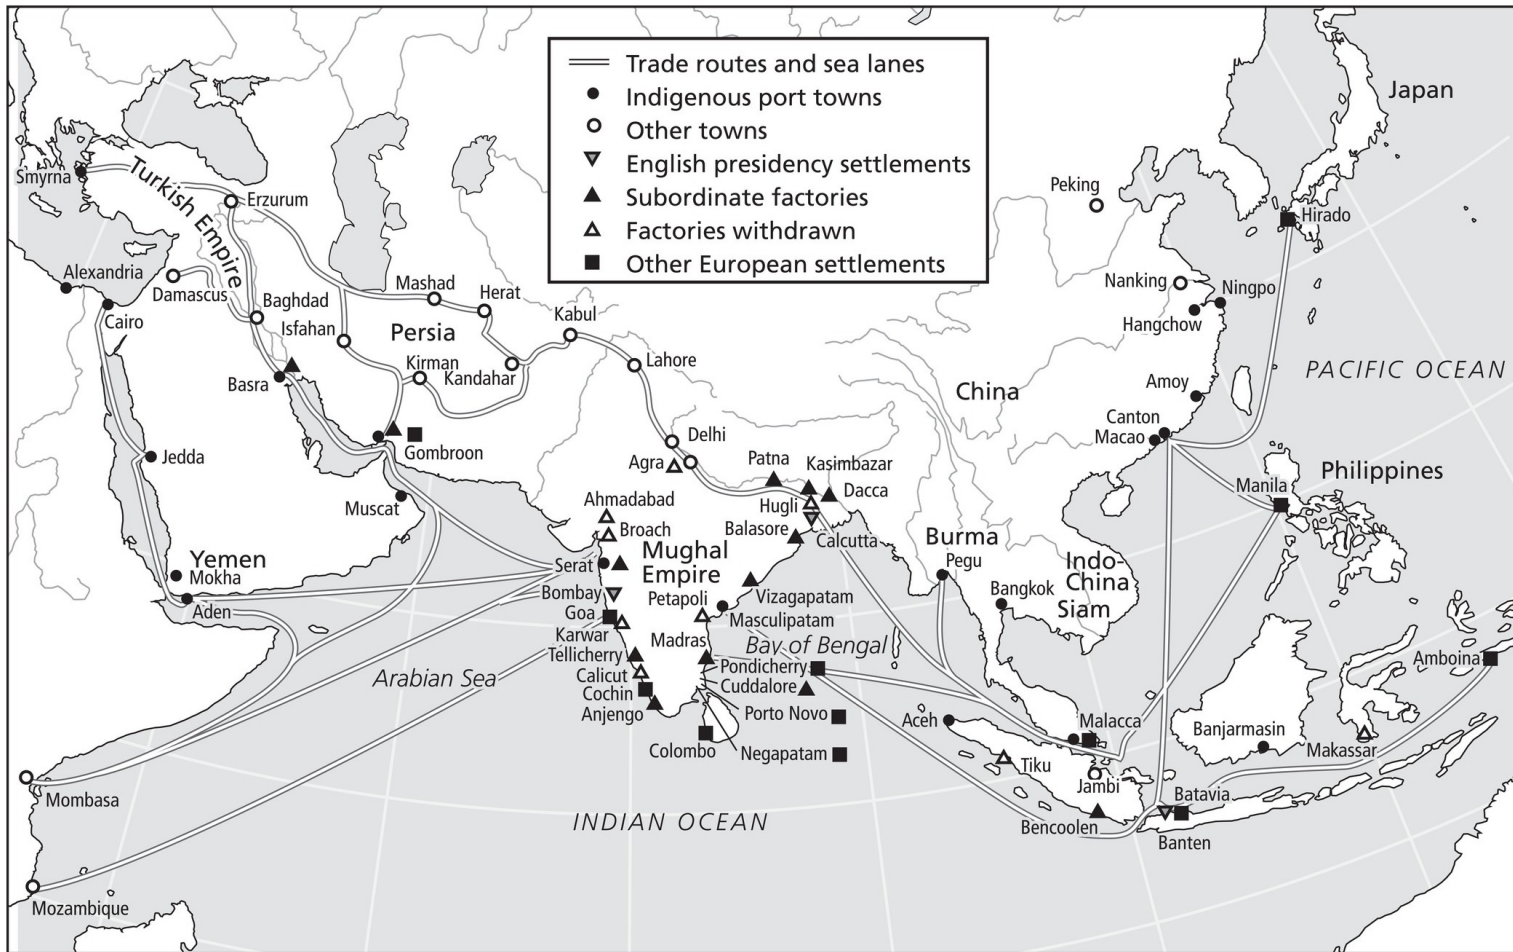 Trade routes and sea lanes
Indigenous port towns
Other towns
English presidency settlements
Subordinate factories
Factories withdrawn
Other European settlements
Japan
Smyrna
Turkish Empire
Erzurum
Peking
Hirado
Alexandria
Damascus
Cairo
Baghdad
Isfahan
Mashad
Herat
Kabul
Persia
Kirman
Kandahar
Lahore
Nanking
Ningpo
Hangchow
Basra
China
Amoy
PACIFIC OCEAN
Canton
Macao
Jedda
Gombroon
Delhi
Agra
Patna
Kasimbazar
Dacca
Philippines
Manila
Muscat
Ahmadabad
Broach
Hugli
Balasore
Calcutta
Yemen
Mokha
Aden
Serat
Mughal
Empire
Bombay
Goa
Petapoli
Vizagapatam
Masculipatam
Burma
Pegu
Bangkok
Indo-
China
Siam
Karwar
Tellicherry
Calicut
Cochin
Anjengo
Madras
Bay of Bengal
Pondicherry
Cuddalore
Porto Novo
Negapatam
Colombo
Arabian Sea
Amboina
Aceh
Malacca
Banjarmasin
Makassar
Tiku
Jambi
Mombasa
Batavia
Bencoolen
Banten
INDIAN OCEAN
Mozambique